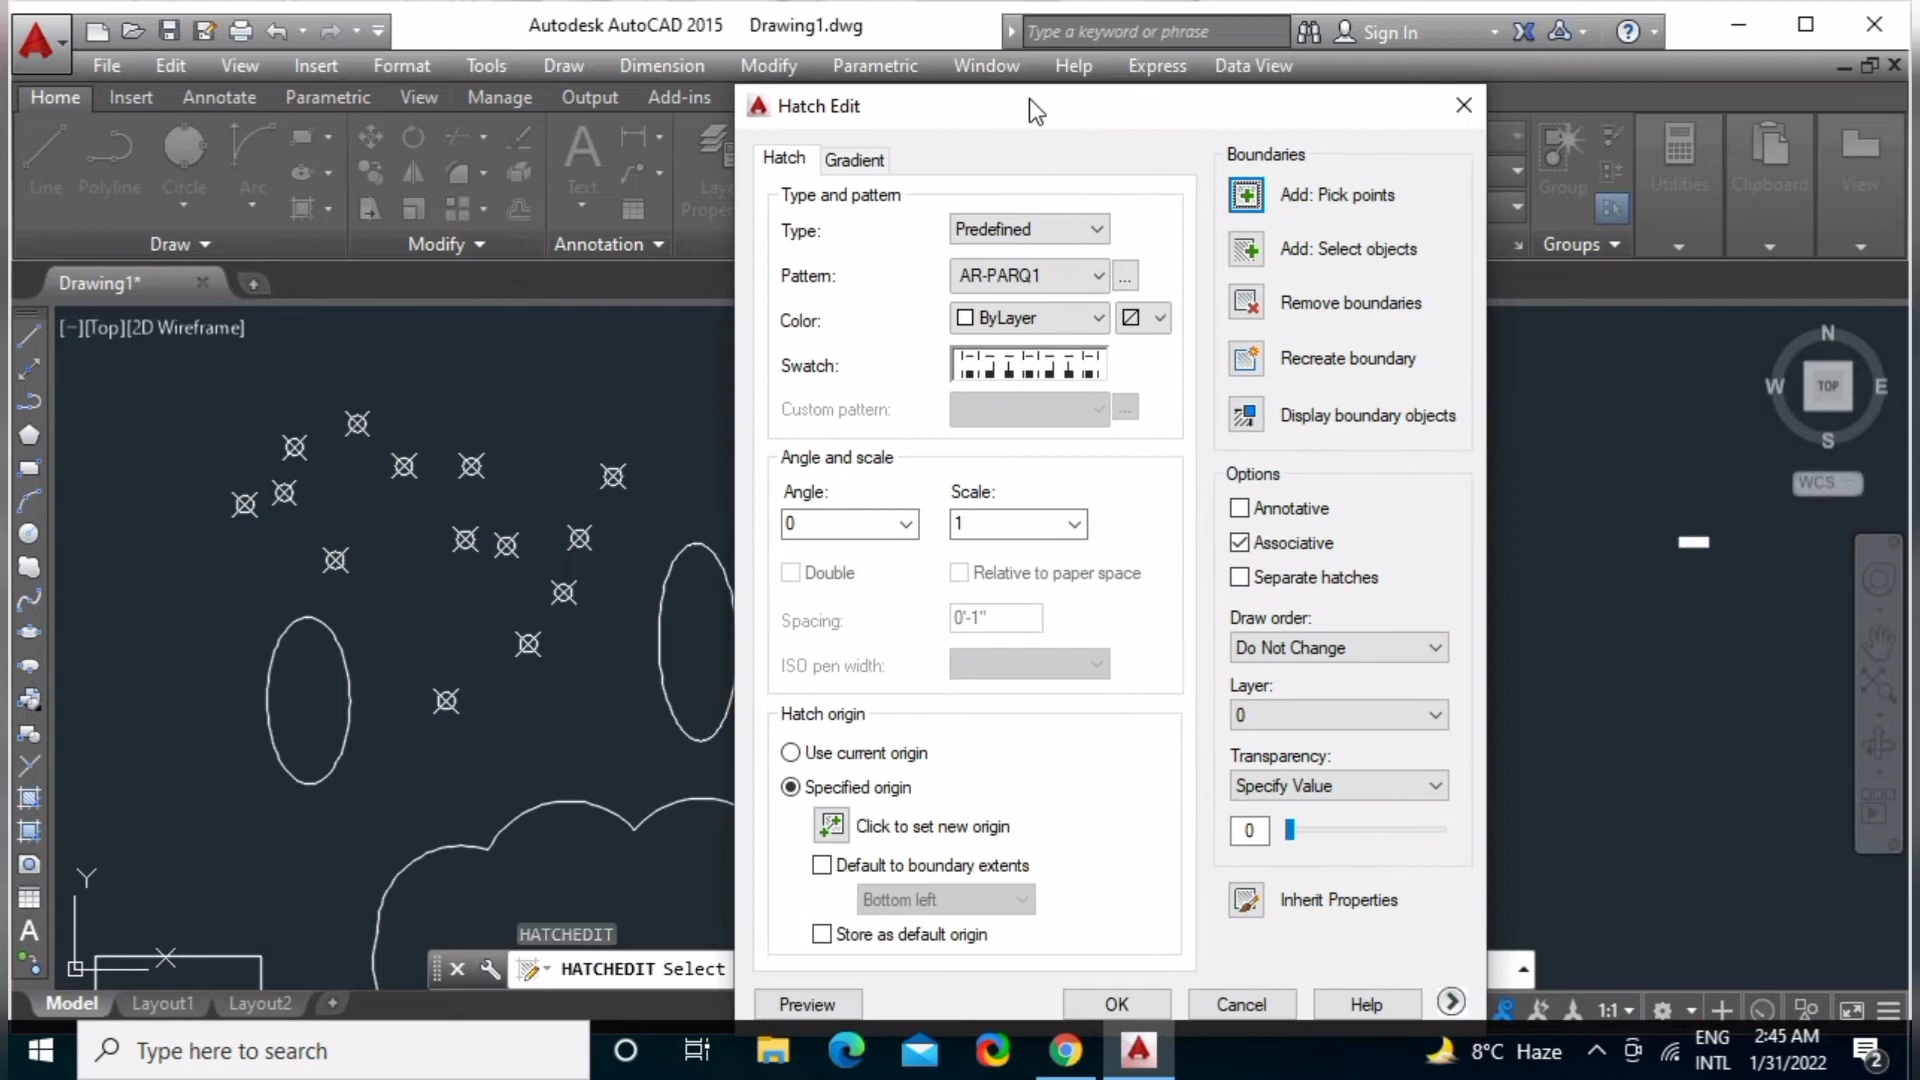 Autodesk AutoCAD 2015 Drawing1.dwg
Type a keyword or phrase
Sign In
File Edit View Insert Format Tools Draw Dimension Modify Parametric Window Help Express Data View
Home Insert Annotate Parametric View Manage Output Add-ins
Line Polyline Circle Arc
Text
Group
Utilities
Clipboard
View
Draw Modify Annotation
Groups
Drawing1*
[−][Top][2D Wireframe]
Hatch Edit
Hatch Gradient
Type and pattern
Type: Predefined
Pattern: AR-PARQ1 ...
Color: ByLayer
Swatch:
Custom pattern: ...
Angle and scale
Angle: Scale:
0 1
Double Relative to paper space
Spacing: 0'-1"
ISO pen width:
Hatch origin
Use current origin
Specified origin
Click to set new origin
Default to boundary extents
Bottom left
Store as default origin
Preview OK Cancel Help
Boundaries
Add: Pick points
Add: Select objects
Remove boundaries
Recreate boundary
Display boundary objects
Options
Annotative
Associative
Separate hatches
Draw order:
Do Not Change
Layer:
0
Transparency:
Specify Value
0
Inherit Properties
N
W TOP E
S
WCS
Y
X
A
HATCHEDIT
HATCHEDIT Select
Model Layout1 Layout2
1:1
Type here to search
8°C Haze
ENG
INTL
2:45 AM
1/31/2022
2